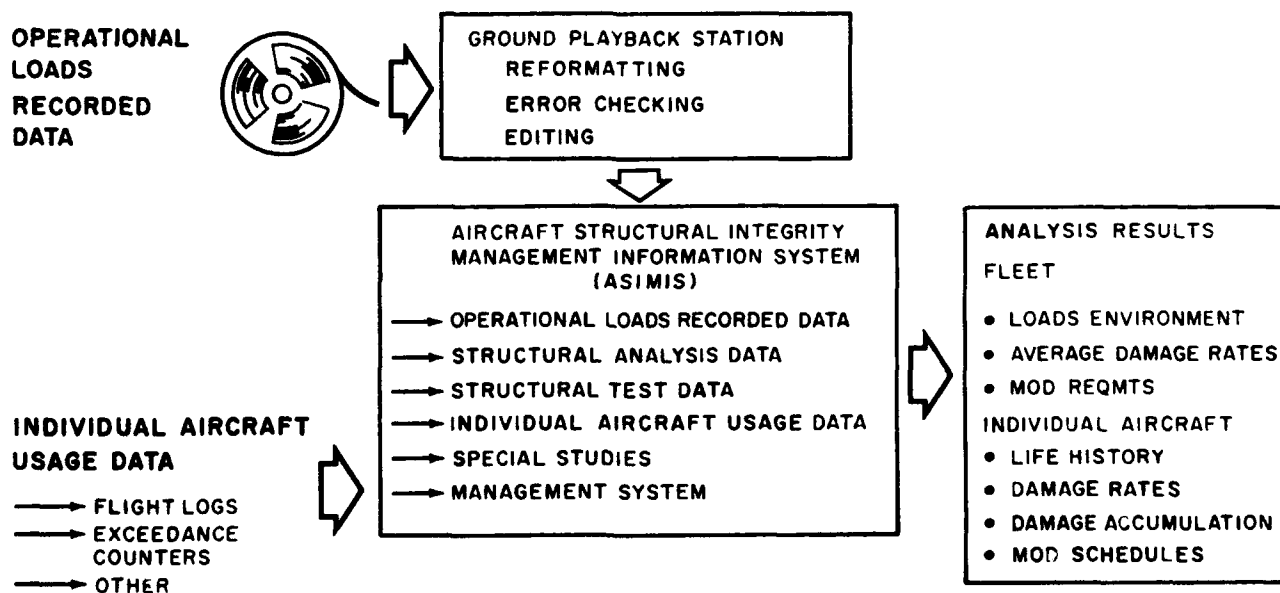 OPERATIONAL
LOADS
RECORDED
DATA
GROUND PLAYBACK STATION
REFORMATTING
ERROR CHECKING
EDITING
AIRCRAFT STRUCTURAL INTEGRITY
MANAGEMENT INFORMATION SYSTEM
(ASIMIS)
OPERATIONAL LOADS RECORDED DATA
STRUCTURAL ANALYSIS DATA
STRUCTURAL TEST DATA
INDIVIDUAL AIRCRAFT USAGE DATA
SPECIAL STUDIES
MANAGEMENT SYSTEM
INDIVIDUAL AIRCRAFT
USAGE DATA
FLIGHT LOGS
EXCEEDANCE
COUNTERS
OTHER
ANALYSIS RESULTS
FLEET
• LOADS ENVIRONMENT
• AVERAGE DAMAGE RATES
• MOD REQMTS
INDIVIDUAL AIRCRAFT
• LIFE HISTORY
• DAMAGE RATES
• DAMAGE ACCUMULATION
• MOD SCHEDULES